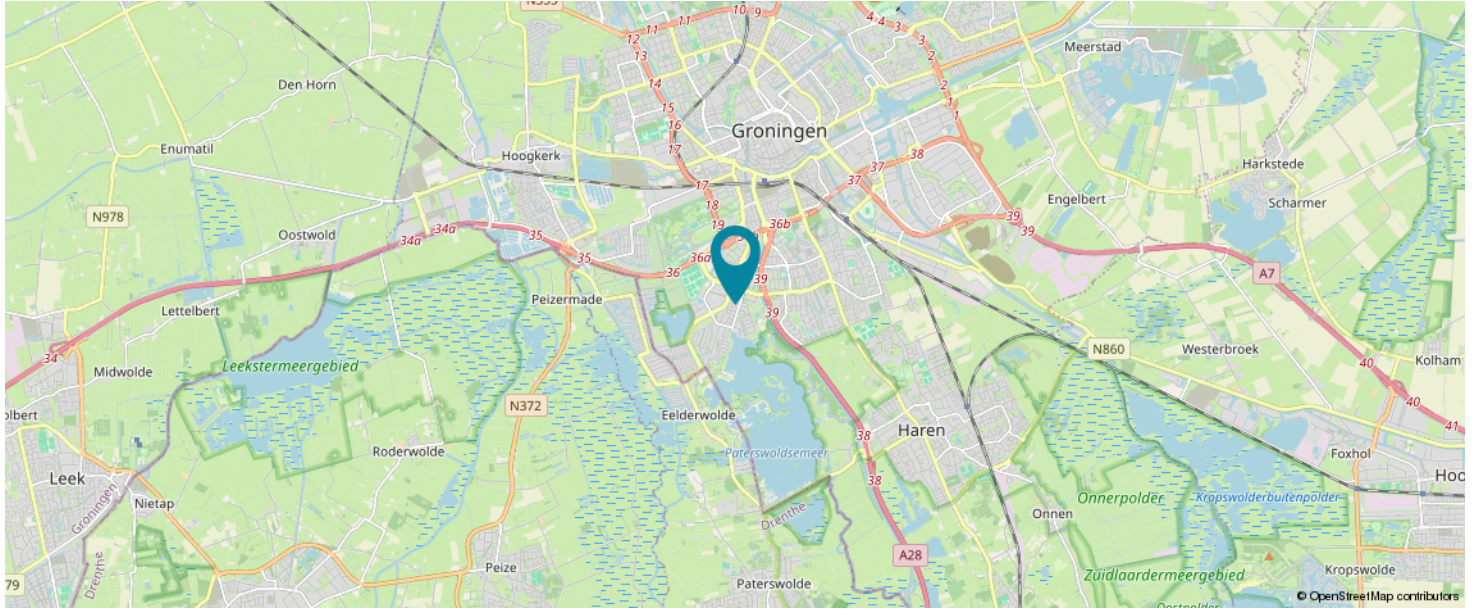 N355
10
9
11
11
12
13
14
15
16
17
17
18
19
4
4
3
3
2
2
1
1
Meerstad
Den Horn
Groningen
Enumatil
Hoogkerk
Harkstede
37
38
37
Engelbert
Scharmer
N978
Oostwold
34a
34a
35
35
36b
39
39
36a
36
39
39
A7
Peizermade
Lettelbert
34
Midwolde
Leekstermeergebied
N860
Westerbroek
40
Kolham
40
41
N372
Eelderwolde
Haren
38
38
olbert
Roderwolde
Paterswoldsemeer
Foxhol
Leek
Hoo
Nietap
Groningen
Drenthe
Onnerpolder
Kropswolderbuitenpolder
Onnen
Drenthe
A28
Peize
Paterswolde
Zuidlaardermeergebied
Kropswolde
79
Oostpolder
© OpenStreetMap contributors